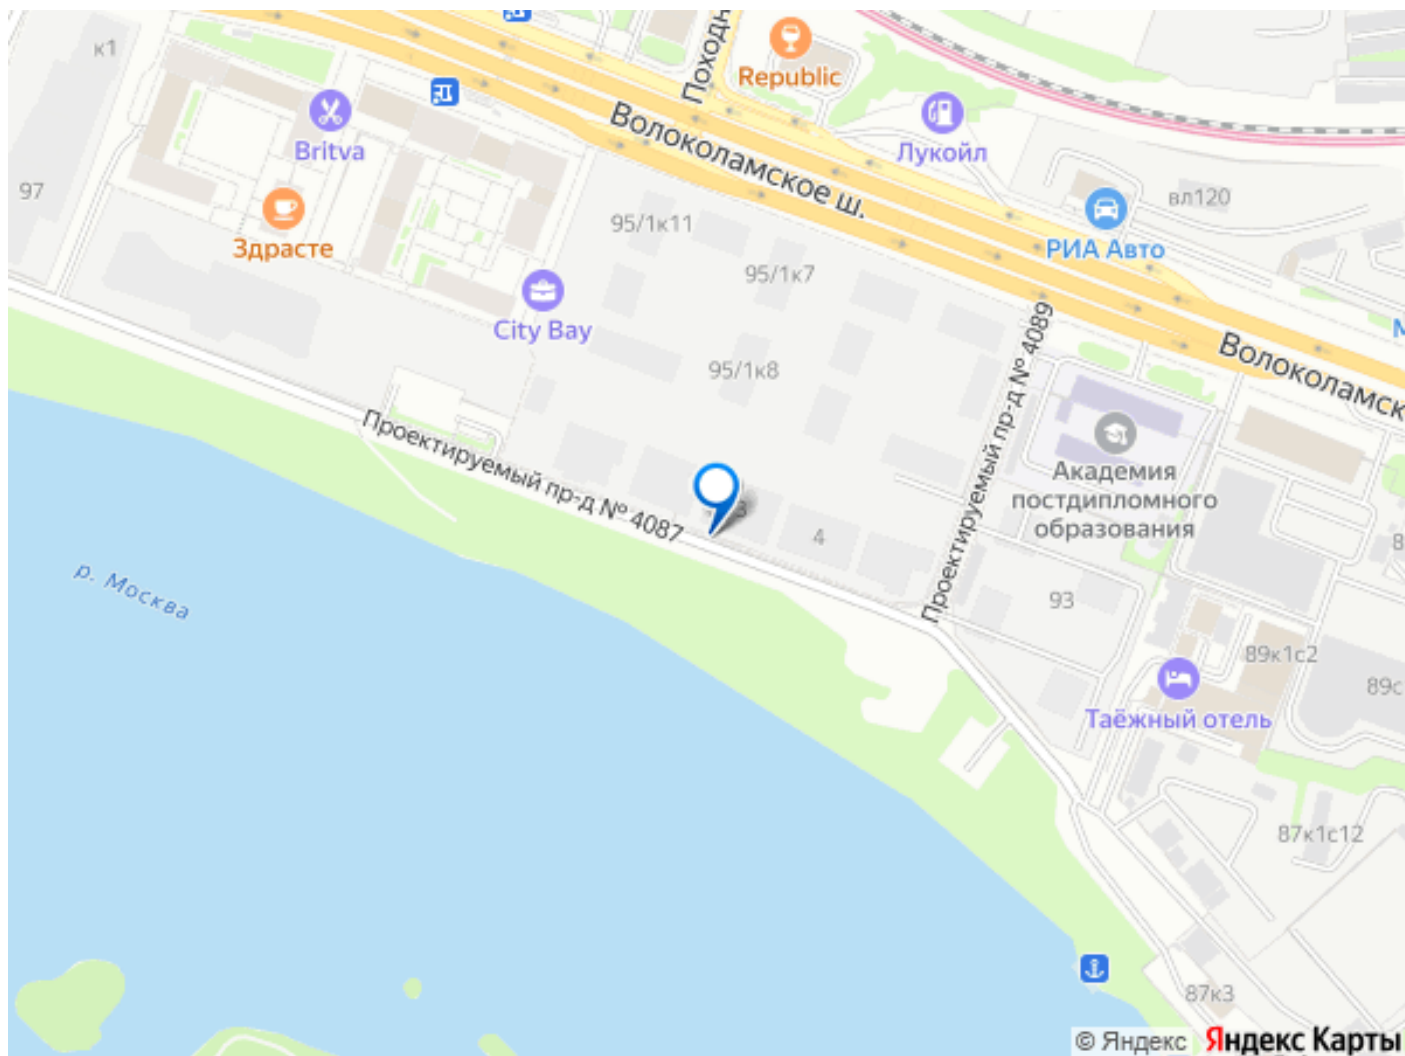 к1
Походн
Republic
Britva
Волоколамское ш.
Лукойл
97
вл120
95/1к11
Здрасте
РИА Авто
95/1к7
City Bay
Проектируемый пр-д № 4089
Волоколамск
95/1к8
Проектируемый пр-д № 4087
Академия
постдипломного
образования
3
4
р. Москва
93
89к1с2
89с
Таёжный отель
87к1с12
87к3
© Яндекс Яндекс Карты